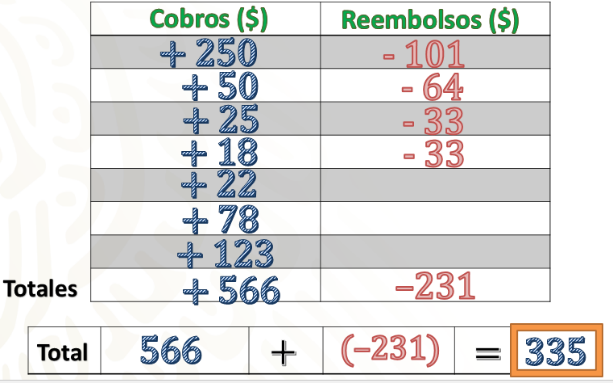 Cobros ($) Reembolsos ($)
+ 250 - 101
+ 50 - 64
+ 25 - 33
+ 18 - 33
+ 22
+ 78
+ 123
Totales + 566 −231
Total 566 + (−231) = 335